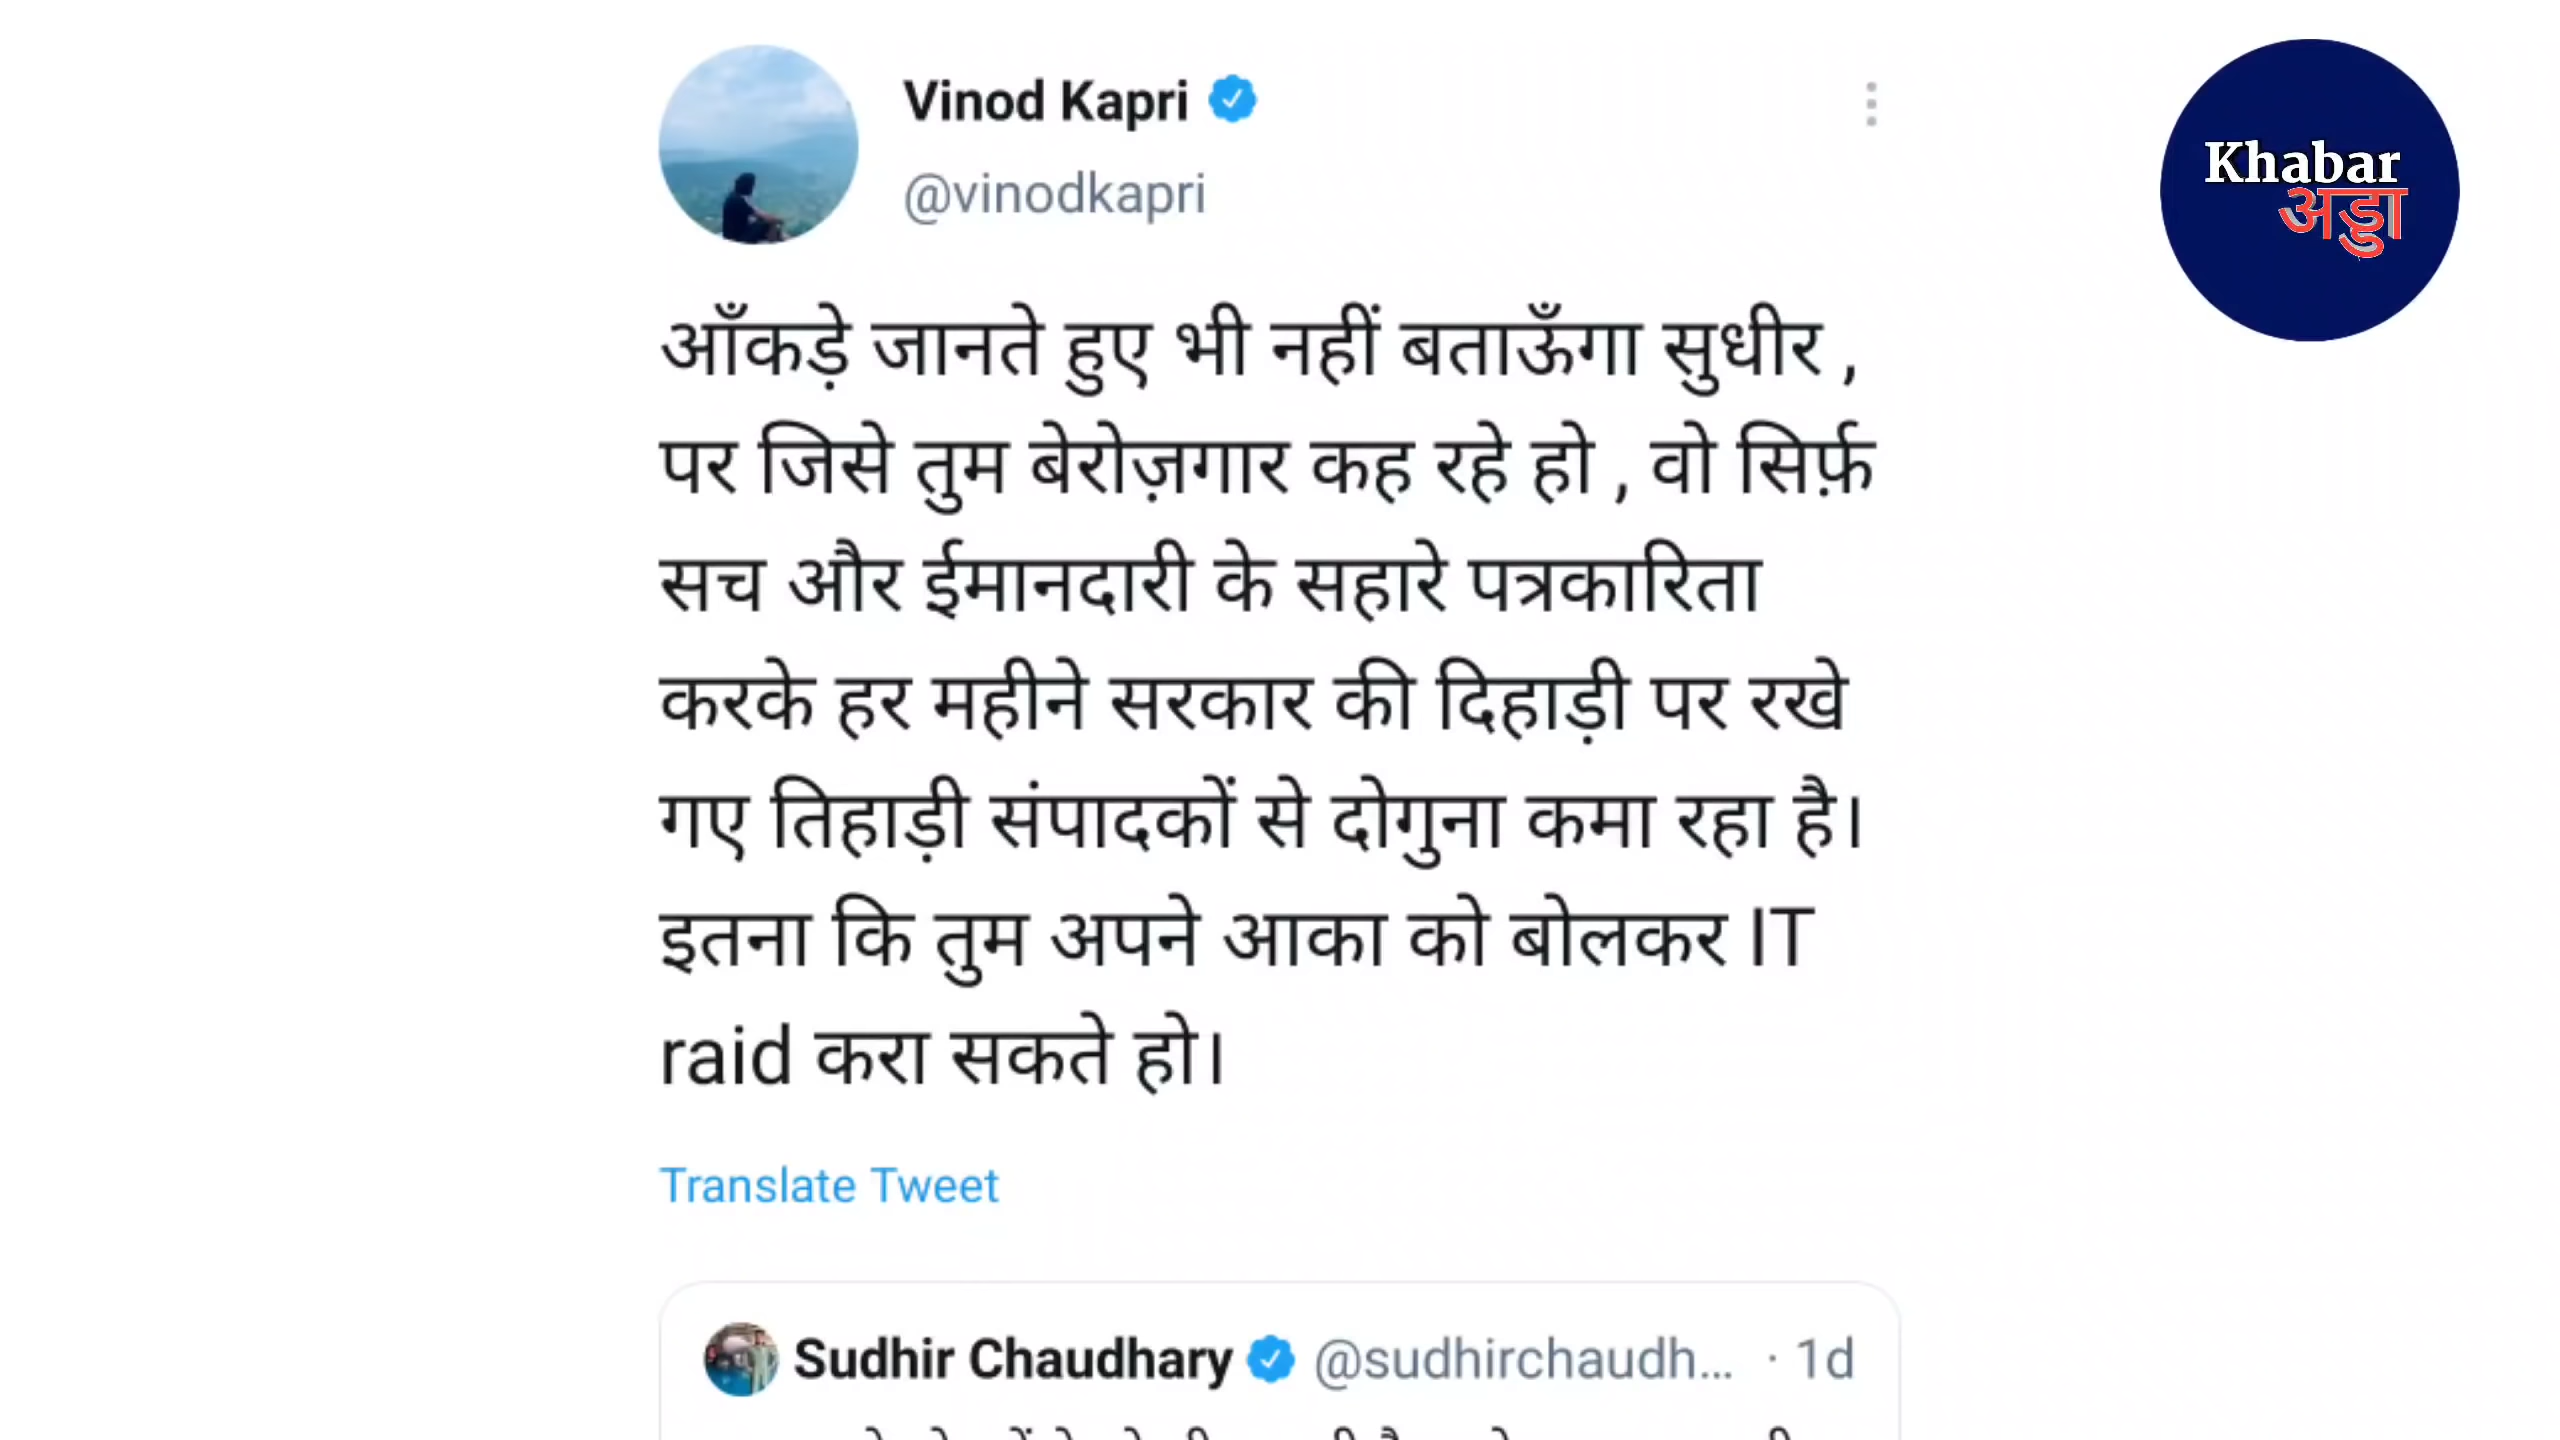 Vinod Kapri
@vinodkapri
Khabar
अड्डा
आँकड़े जानते हुए भी नहीं बताऊँगा सुधीर ,
पर जिसे तुम बेरोज़गार कह रहे हो , वो सिर्फ़
सच और ईमानदारी के सहारे पत्रकारिता
करके हर महीने सरकार की दिहाड़ी पर रखे
गए तिहाड़ी संपादकों से दोगुना कमा रहा है।
इतना कि तुम अपने आका को बोलकर IT
raid करा सकते हो।
Translate Tweet
Sudhir Chaudhary @sudhirchaudh... · 1d